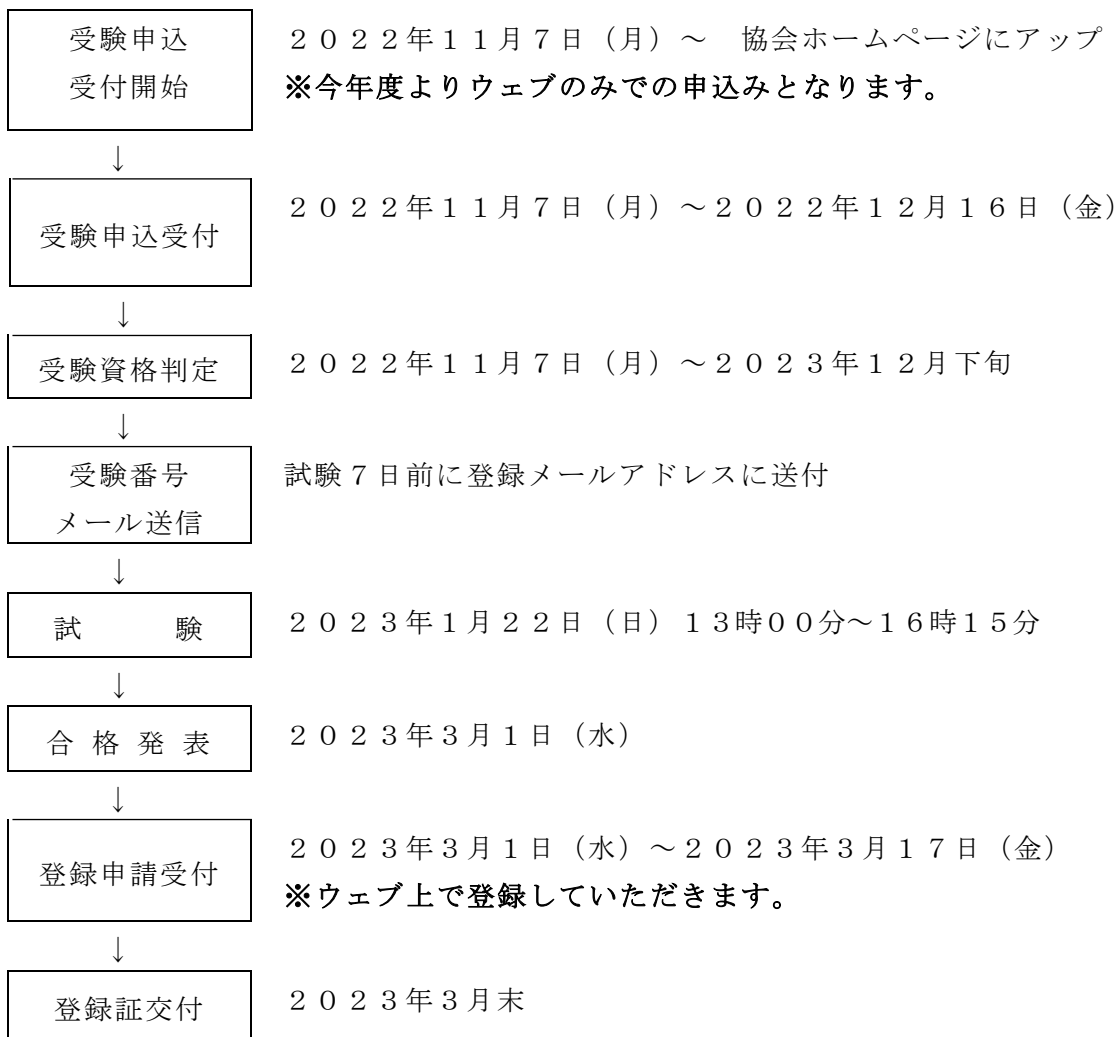 受験申込
受付開始
２０２２年１１月７日（月）～　協会ホームページにアップ
※今年度よりウェブのみでの申込みとなります。
↓
受験申込受付
２０２２年１１月７日（月）～２０２２年１２月１６日（金）
↓
受験資格判定
２０２２年１１月７日（月）～２０２３年１２月下旬
↓
受験番号
メール送信
試験７日前に登録メールアドレスに送付
↓
試　　験
２０２３年１月２２日（日）１３時００分～１６時１５分
↓
合 格 発 表
２０２３年３月１日（水）
↓
登録申請受付
２０２３年３月１日（水）～２０２３年３月１７日（金）
※ウェブ上で登録していただきます。
↓
登録証交付
２０２３年３月末